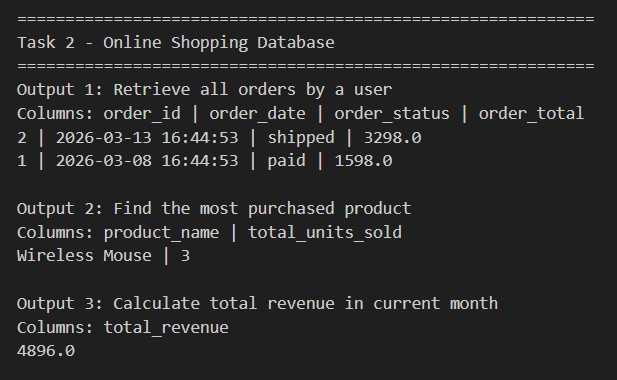 ============================================================
Task 2 - Online Shopping Database
============================================================
Output 1: Retrieve all orders by a user
Columns: order_id | order_date | order_status | order_total
2 | 2026-03-13 16:44:53 | shipped | 3298.0
1 | 2026-03-08 16:44:53 | paid | 1598.0

Output 2: Find the most purchased product
Columns: product_name | total_units_sold
Wireless Mouse | 3

Output 3: Calculate total revenue in current month
Columns: total_revenue
4896.0